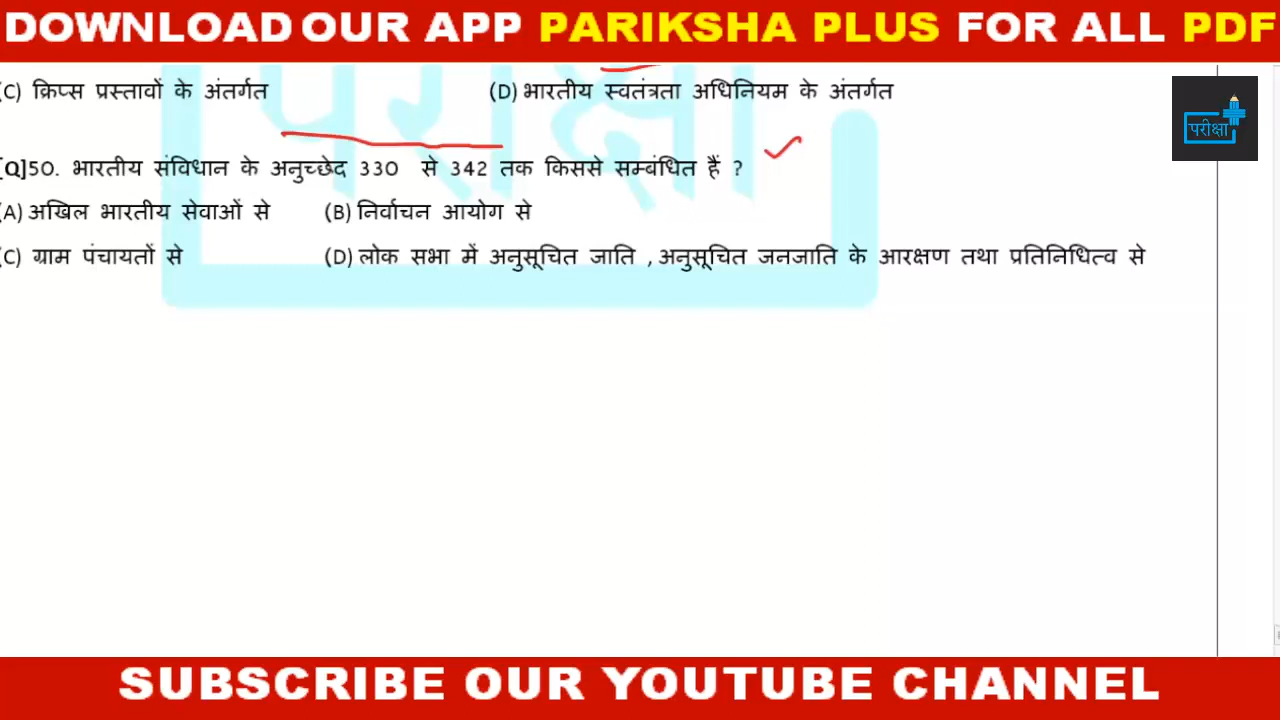 DOWNLOAD OUR APP PARIKSHA PLUS FOR ALL PDF
(C) क्रिप्स प्रस्तावों के अंतर्गत (D) भारतीय स्वतंत्रता अधिनियम के अंतर्गत
परीक्षा
[Q]50. भारतीय संविधान के अनुच्छेद 330 से 342 तक किससे सम्बंधित हैं ?
(A) अखिल भारतीय सेवाओं से (B) निर्वाचन आयोग से
(C) ग्राम पंचायतों से (D) लोक सभा में अनुसूचित जाति , अनुसूचित जनजाति के आरक्षण तथा प्रतिनिधित्व से
परीक्षा
SUBSCRIBE OUR YOUTUBE CHANNEL